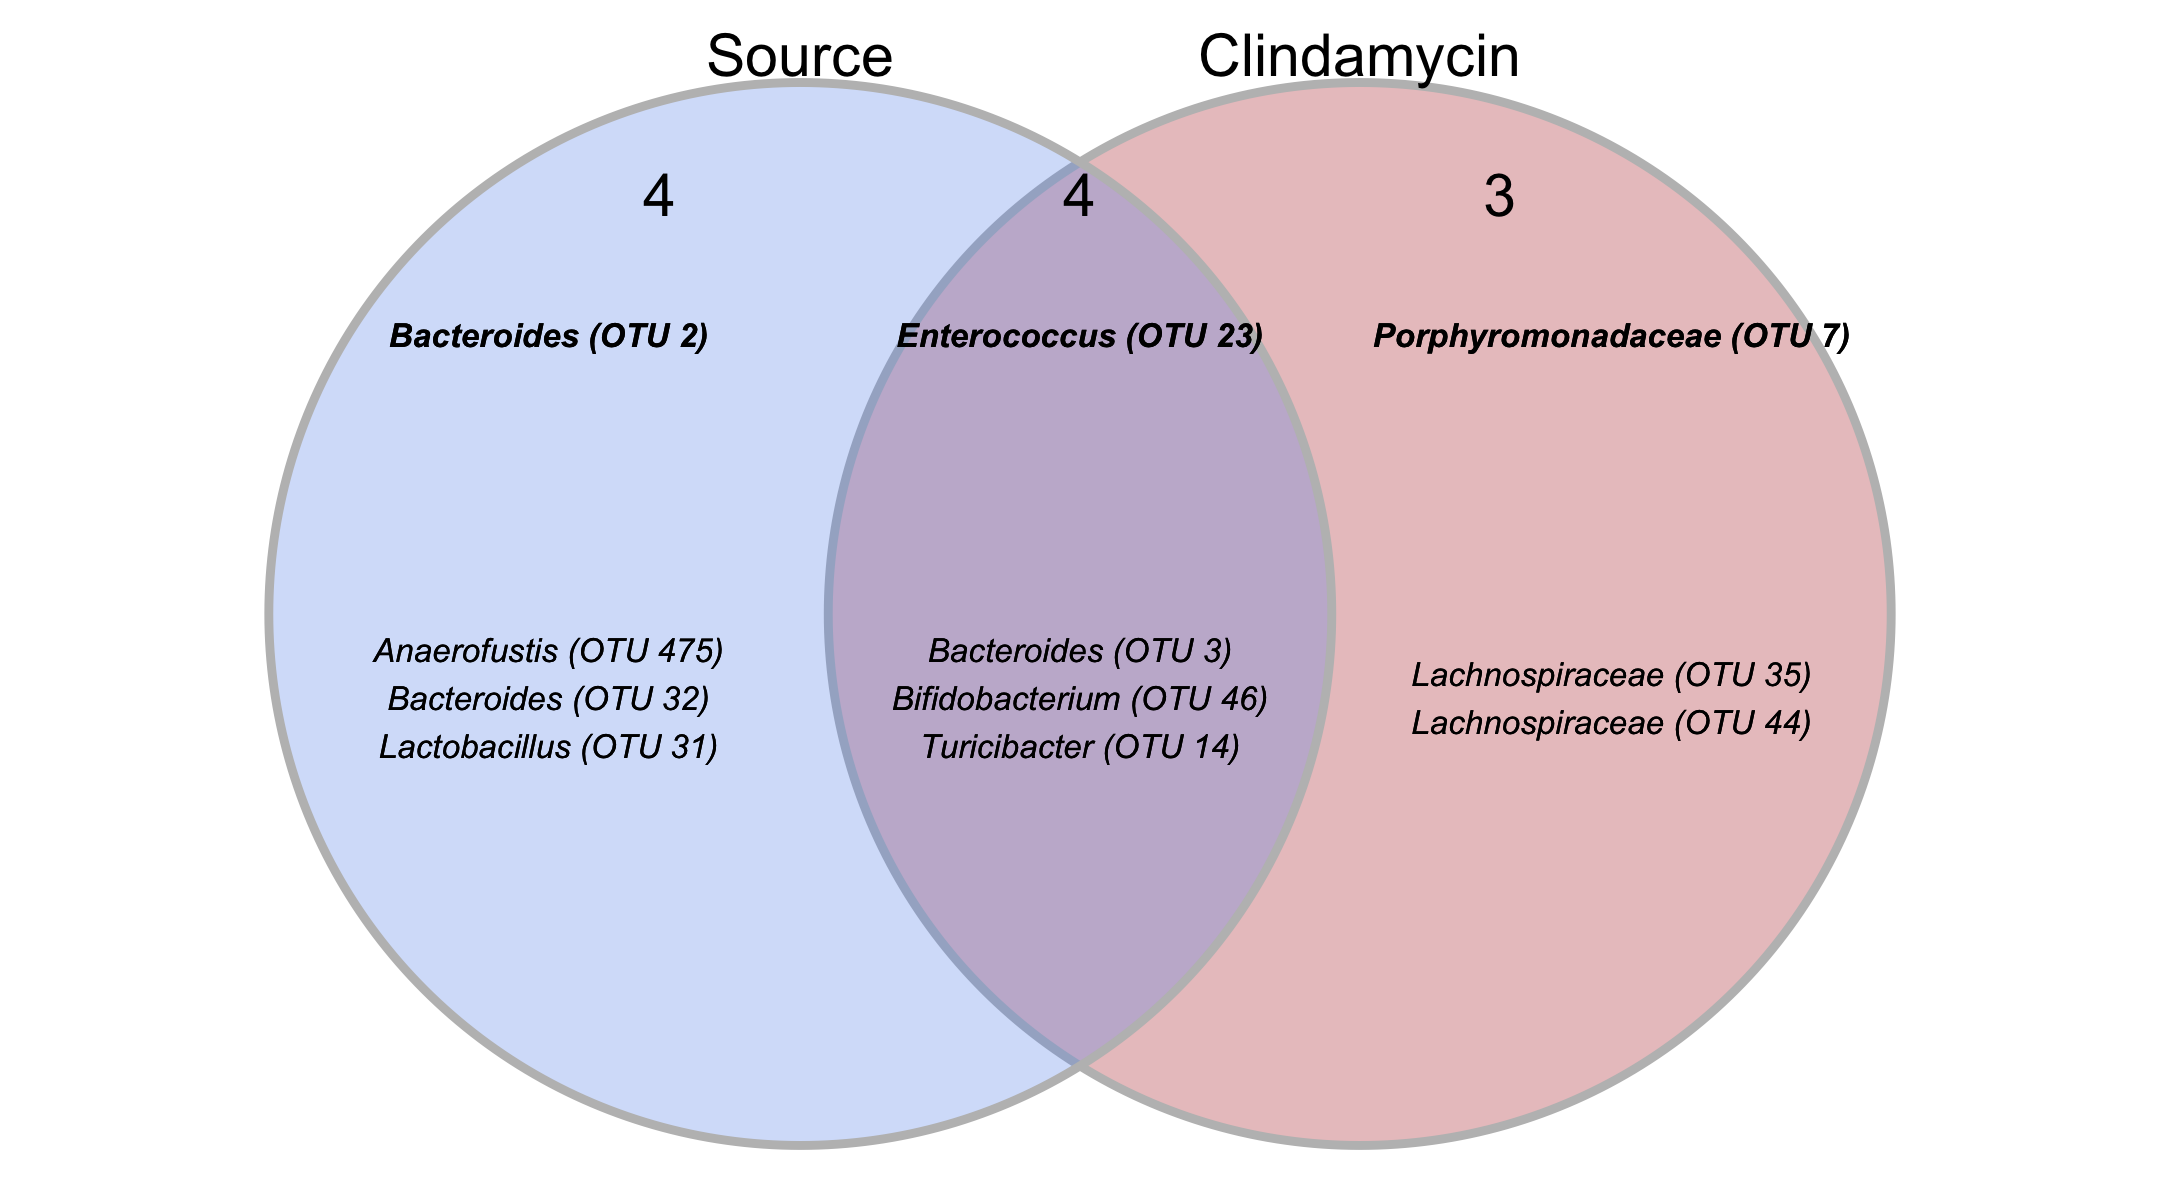 Source
Clindamycin
4
4
3
Bacteroides (OTU 2)
Enterococcus (OTU 23)
Porphyromonadaceae (OTU 7)
Anaerofustis (OTU 475)
Bacteroides (OTU 32)
Lactobacillus (OTU 31)
Bacteroides (OTU 3)
Bifidobacterium (OTU 46)
Turicibacter (OTU 14)
Lachnospiraceae (OTU 35)
Lachnospiraceae (OTU 44)